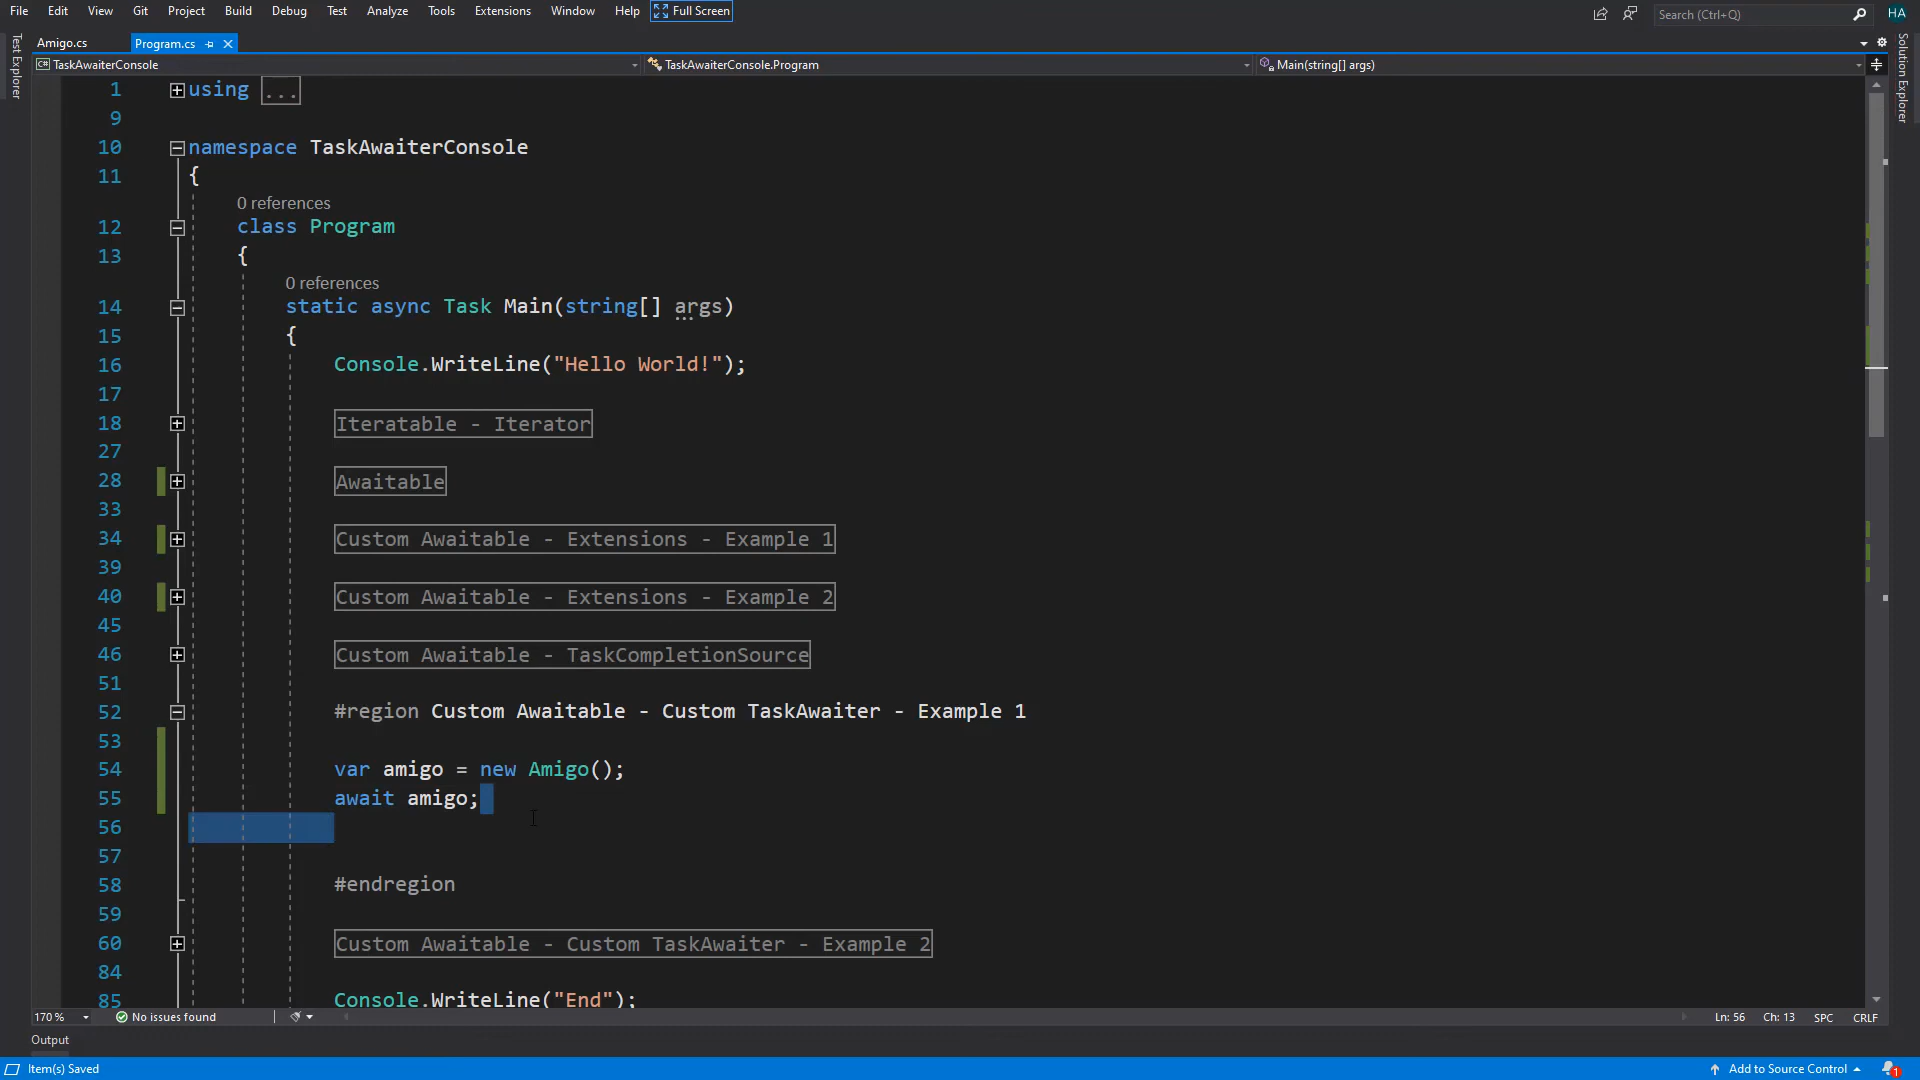 File Edit View Git Project Build Debug Test Analyze Tools Extensions Window Help Full Screen Search (Ctrl+Q) HA
Test Explorer
Solution Explorer
Amigo.cs Program.cs
C# TaskAwaiterConsole TaskAwaiterConsole.Program Main(string[] args)
1 using ...
9
10 namespace TaskAwaiterConsole
11 {
0 references
12 class Program
13 {
0 references
14 static async Task Main(string[] args)
15 {
16 Console.WriteLine("Hello World!");
17
18 Iteratable - Iterator
27
28 Awaitable
33
34 Custom Awaitable - Extensions - Example 1
39
40 Custom Awaitable - Extensions - Example 2
45
46 Custom Awaitable - TaskCompletionSource
51
52 #region Custom Awaitable - Custom TaskAwaiter - Example 1
53
54 var amigo = new Amigo();
55 await amigo;
56
57
58 #endregion
59
60 Custom Awaitable - Custom TaskAwaiter - Example 2
84
85 Console.WriteLine("End");
170 % No issues found Ln: 56 Ch: 13 SPC CRLF
Output
Item(s) Saved Add to Source Control 1